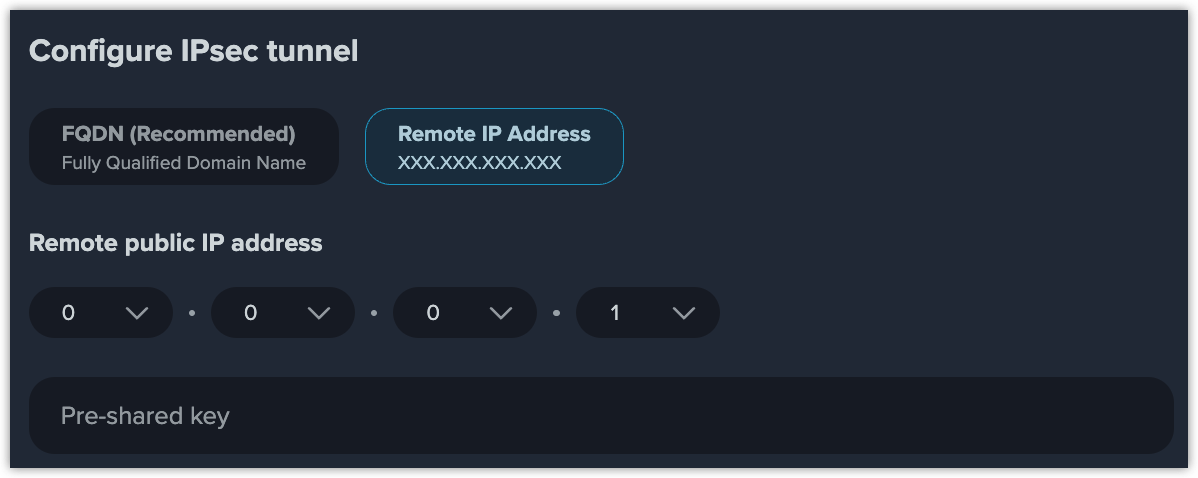 Configure IPsec tunnel
FQDN (Recommended)
Fully Qualified Domain Name
Remote IP Address
XXX.XXX.XXX.XXX
Remote public IP address
0 . 0 . 0 . 1
Pre-shared key